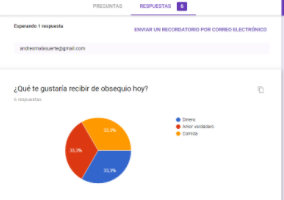 PREGUNTAS RESPUESTAS 6
Esperando 1 respuesta
ENVIAR UN RECORDATORIO POR CORREO ELECTRÓNICO
¿Qué te gustaría recibir de obsequio hoy?
respuestas
33,3%
33,3%
33,3%
Dinero
Amor verdadero
Comida